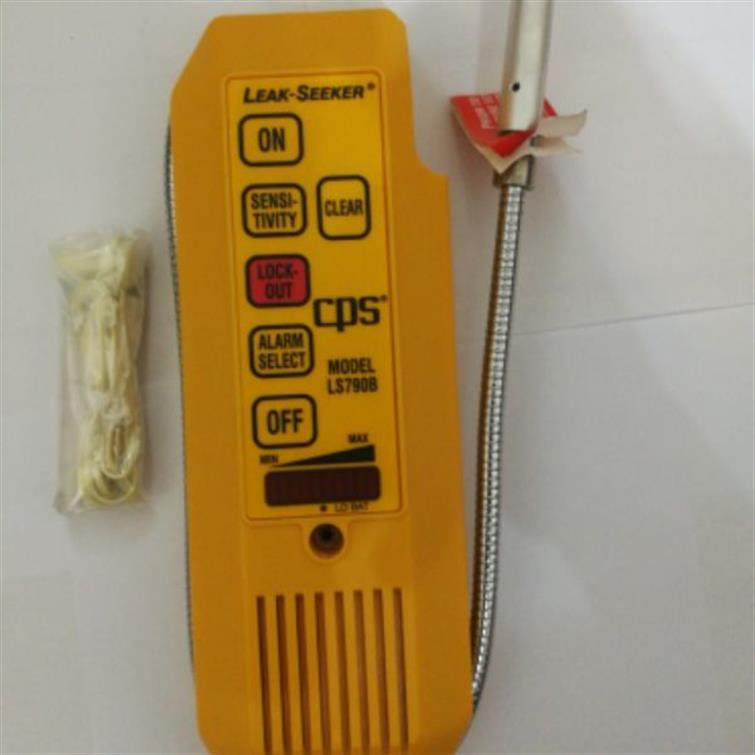 LEAK-SEEKER®
ON
SENSI-
TIVITY
CLEAR
LOCK-
OUT
cps®
ALARM
SELECT
MODEL
LS790B
OFF
MIN
MAX
LO BAT